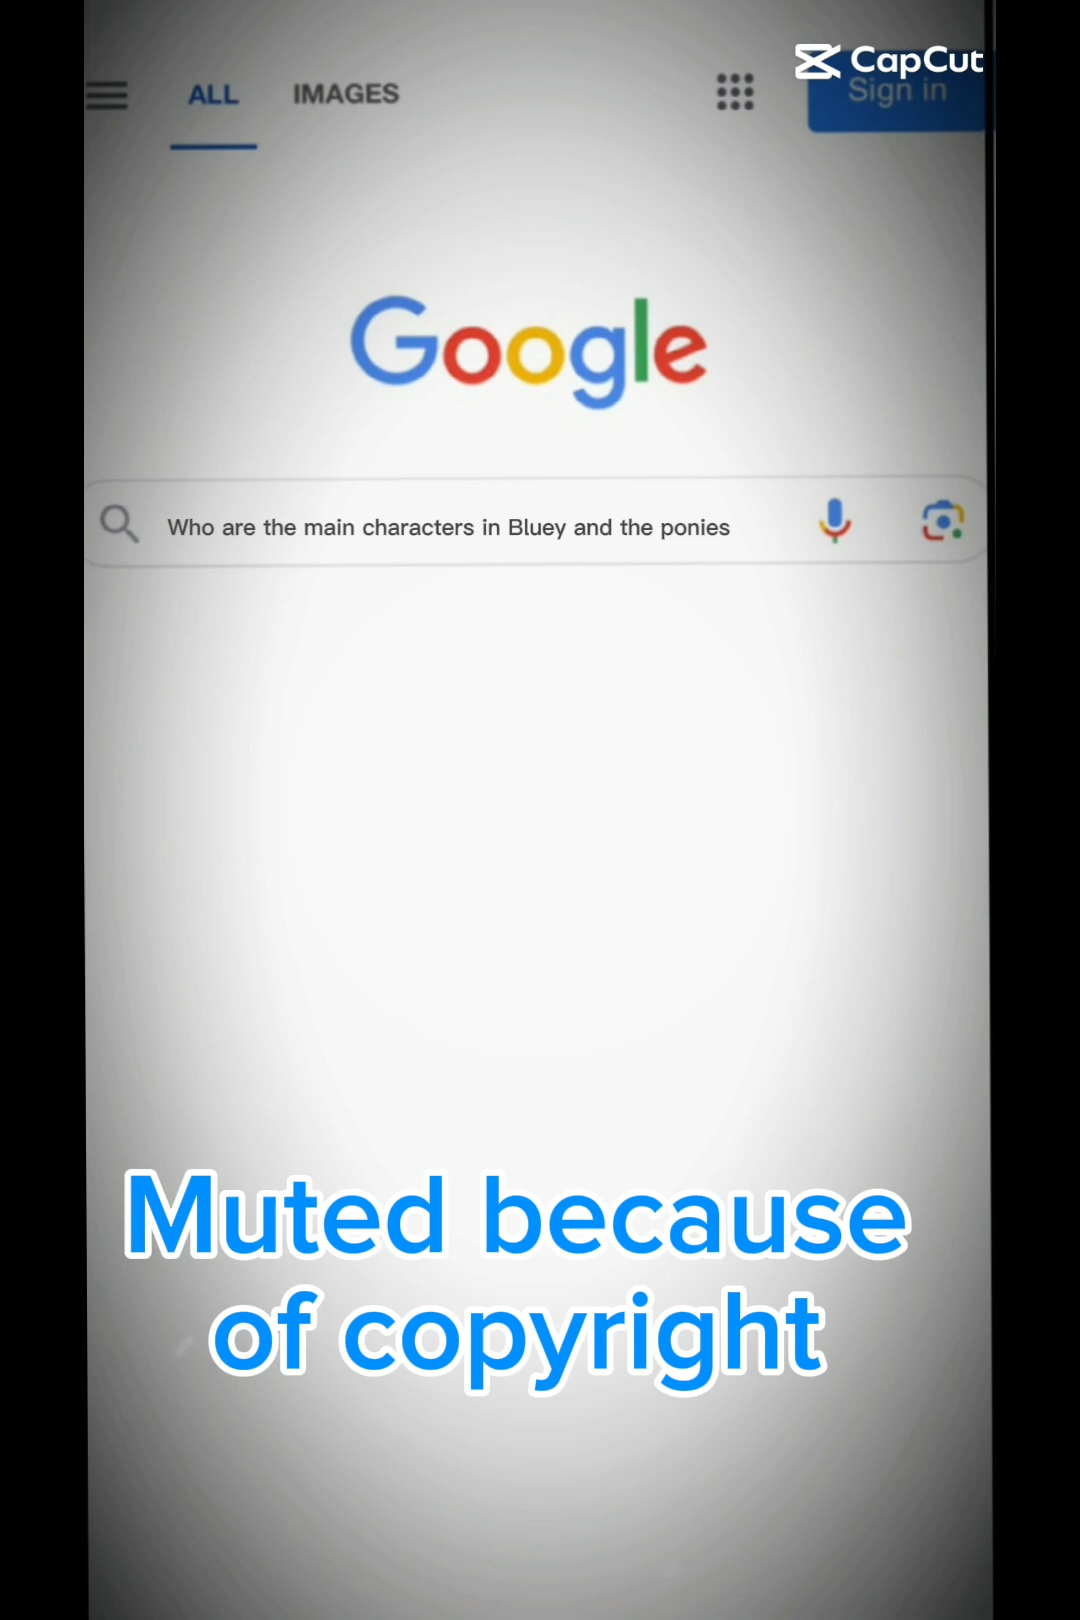 CapCut
ALL IMAGES Sign in
Google
Who are the main characters in Bluey and the ponies
Muted because
of copyright